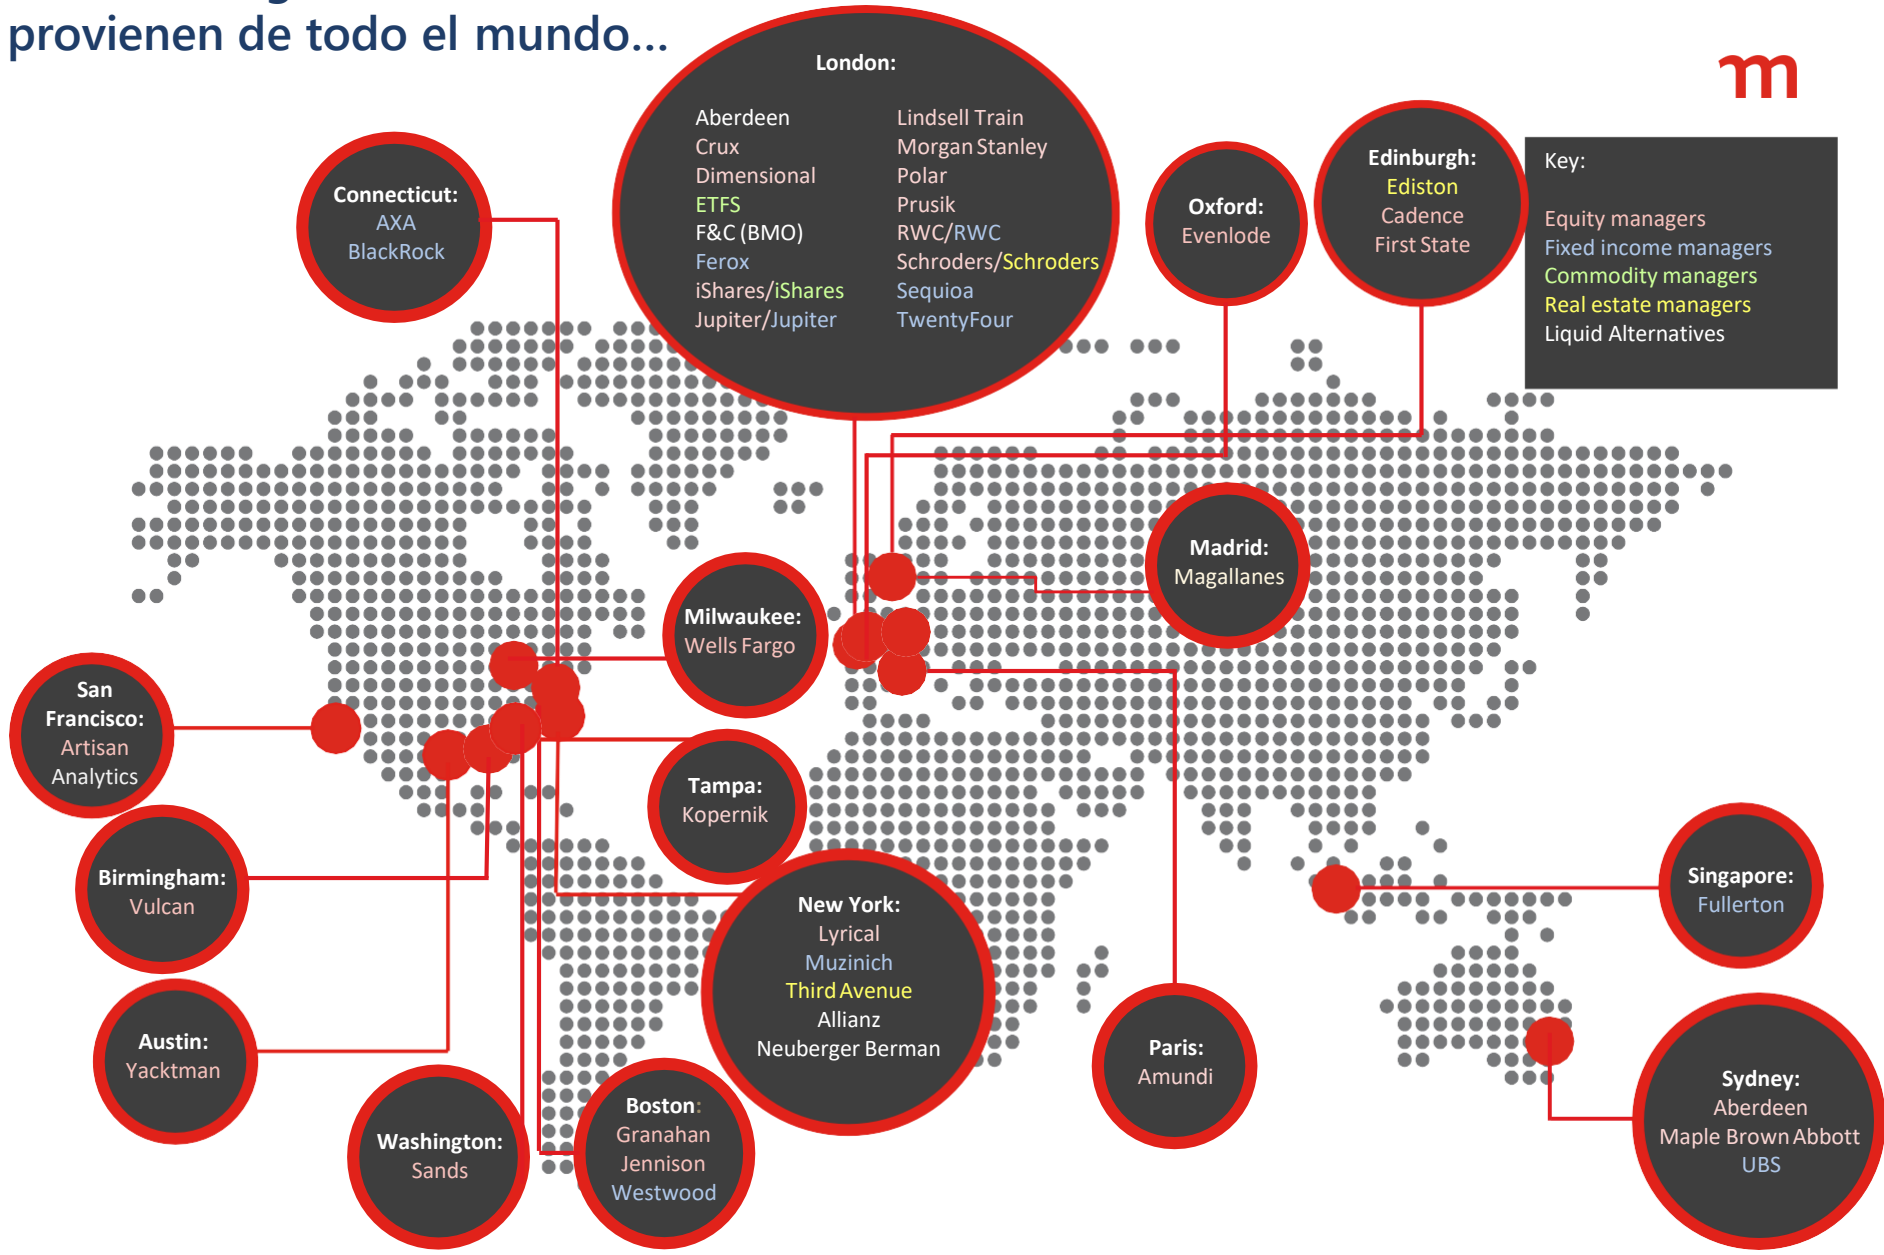 provienen de todo el mundo...
m
London:
Aberdeen
Crux
Dimensional
ETFS
F&C (BMO)
Ferox
iShares/iShares
Jupiter/Jupiter
Lindsell Train
Morgan Stanley
Polar
Prusik
RWC/RWC
Schroders/Schroders
Sequioa
TwentyFour
Connecticut:
AXA
BlackRock
Oxford:
Evenlode
Edinburgh:
Ediston
Cadence
First State
Key:
Equity managers
Fixed income managers
Commodity managers
Real estate managers
Liquid Alternatives
Madrid:
Magallanes
Milwaukee:
Wells Fargo
San
Francisco:
Artisan
Analytics
Tampa:
Kopernik
Birmingham:
Vulcan
New York:
Lyrical
Muzinich
Third Avenue
Allianz
Neuberger Berman
Singapore:
Fullerton
Austin:
Yacktman
Paris:
Amundi
Washington:
Sands
Boston:
Granahan
Jennison
Westwood
Sydney:
Aberdeen
Maple Brown Abbott
UBS